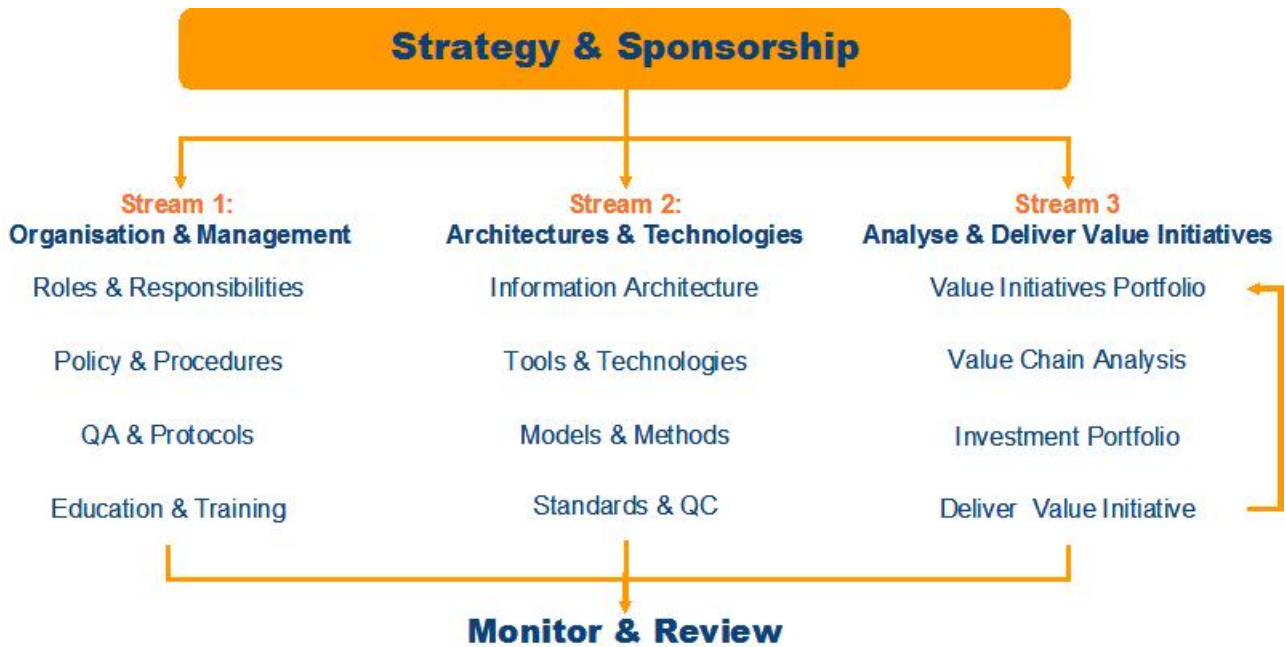 Strategy & Sponsorship
Stream 1:
Organisation & Management
Roles & Responsibilities
Policy & Procedures
QA & Protocols
Education & Training
Stream 2:
Architectures & Technologies
Information Architecture
Tools & Technologies
Models & Methods
Standards & QC
Stream 3
Analyse & Deliver Value Initiatives
Value Initiatives Portfolio
Value Chain Analysis
Investment Portfolio
Deliver Value Initiative
Monitor & Review